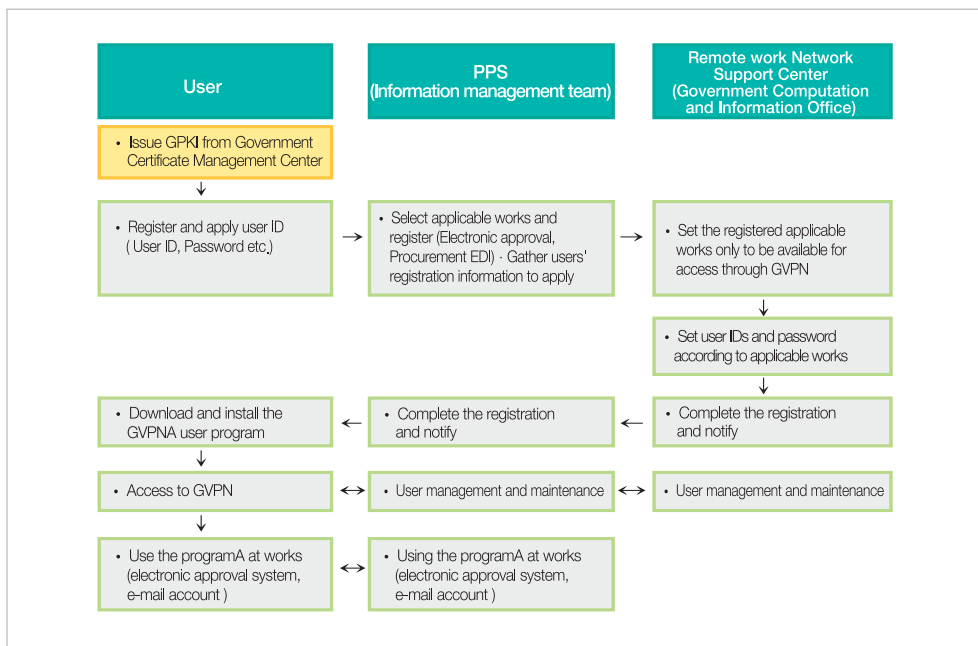 User
PPS
(Information management team)
Remote work Network
Support Center
(Government Computation
and Information Office)
• Issue GPKI from Government
Certificate Management Center
• Register and apply user ID
( User ID, Password etc.)
• Select applicable works and
register (Electronic approval,
Procurement EDI) · Gather users'
registration information to apply
• Set the registered applicable
works only to be available for
access through GVPN
• Set user IDs and password
according to applicable works
• Download and install the
GVPNA user program
• Complete the registration
and notify
• Complete the registration
and notify
• Access to GVPN
• User management and maintenance
• User management and maintenance
• Use the programA at works
(electronic approval system,
e-mail account )
• Using the programA at works
(electronic approval system,
e-mail account )